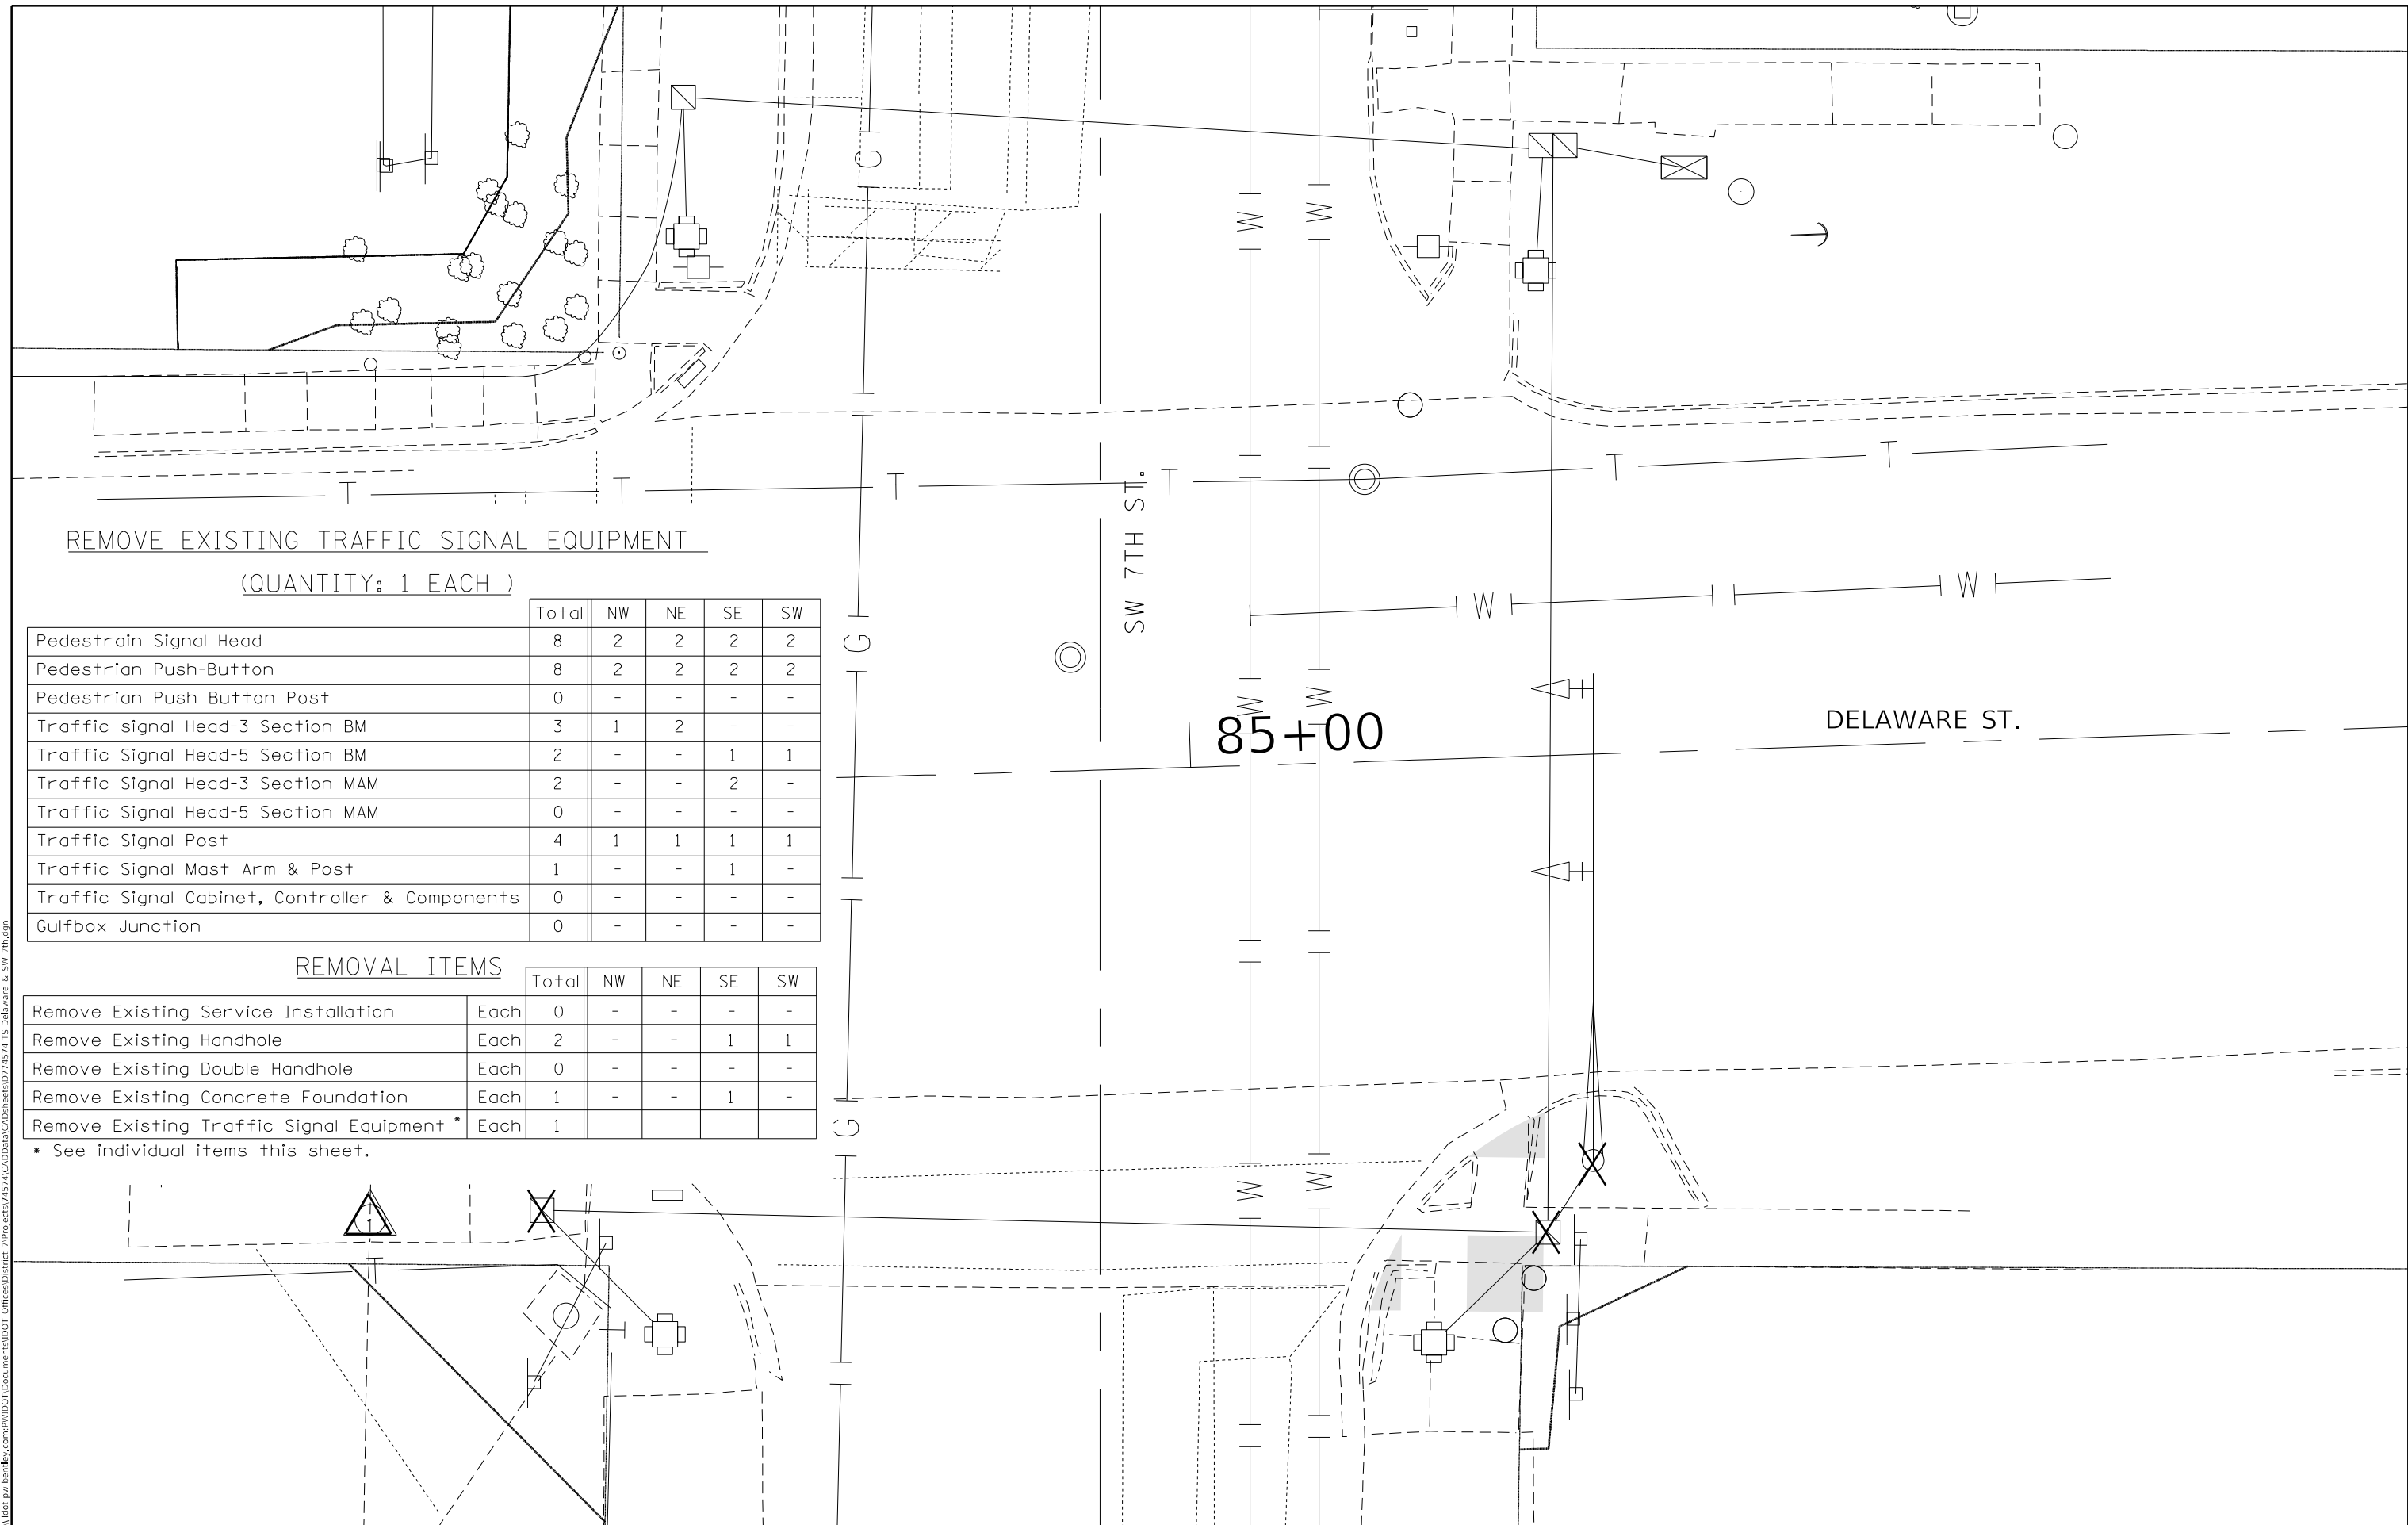 G
W
W
T
T
T
T
T
T
SW 7TH ST.
REMOVE EXISTING TRAFFIC SIGNAL EQUIPMENT
(QUANTITY: 1 EACH )
Total NW NE SE SW
Pedestrain Signal Head 8 2 2 2 2
Pedestrian Push-Button 8 2 2 2 2
Pedestrian Push Button Post 0 - - - -
Traffic signal Head-3 Section BM 3 1 2 - -
Traffic Signal Head-5 Section BM 2 - - 1 1
Traffic Signal Head-3 Section MAM 2 - - 2 -
Traffic Signal Head-5 Section MAM 0 - - - -
Traffic Signal Post 4 1 1 1 1
Traffic Signal Mast Arm & Post 1 - - 1 -
Traffic Signal Cabinet, Controller & Components 0 - - - -
Gulfbox Junction 0 - - - -
G
W
W
W
W
85+00
DELAWARE ST.
REMOVAL ITEMS
Total NW NE SE SW
Remove Existing Service Installation Each 0 - - - -
Remove Existing Handhole Each 2 - - 1 1
Remove Existing Double Handhole Each 0 - - - -
Remove Existing Concrete Foundation Each 1 - - 1 -
Remove Existing Traffic Signal Equipment * Each 1
* See individual items this sheet.
G
W
W
T